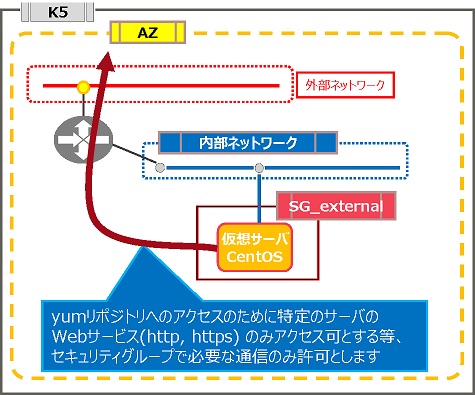 K5
AZ
外部ネットワーク
内部ネットワーク
SG_external
仮想サーバ
CentOS
yumリポジトリへのアクセスのために特定のサーバの
Webサービス(http, https) のみアクセス可とする等、
セキュリティグループで必要な通信のみ許可とします